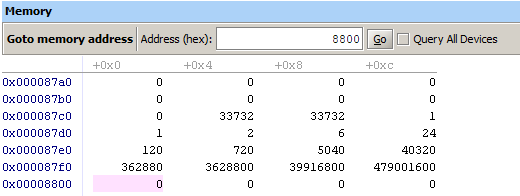 Memory
Goto memory address Address (hex): 8800 Go Query All Devices
+0x0 +0x4 +0x8 +0xc
0x000087a0 0 0 0 0
0x000087b0 0 0 0 0
0x000087c0 0 33732 33732 1
0x000087d0 1 2 6 24
0x000087e0 120 720 5040 40320
0x000087f0 362880 3628800 39916800 479001600
0x00008800 0 0 0 0